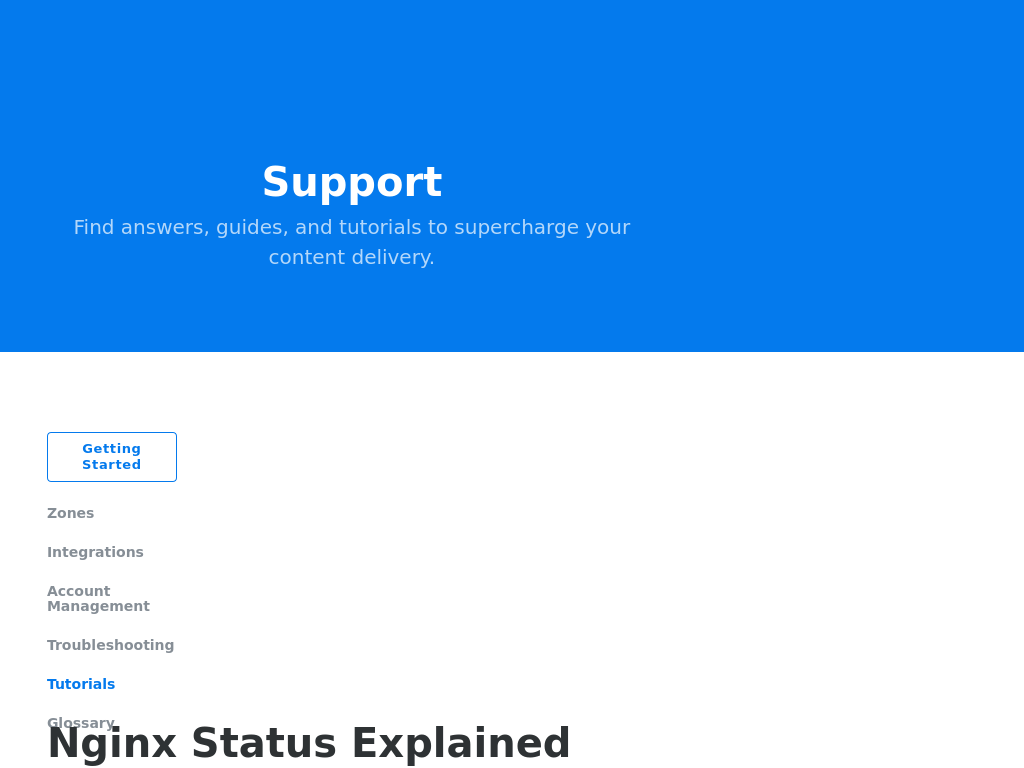 Support
Find answers, guides, and tutorials to supercharge your
content delivery.
Getting
Started
Zones
Integrations
Account
Management
Troubleshooting
Tutorials
Glossary
Nginx Status Explained